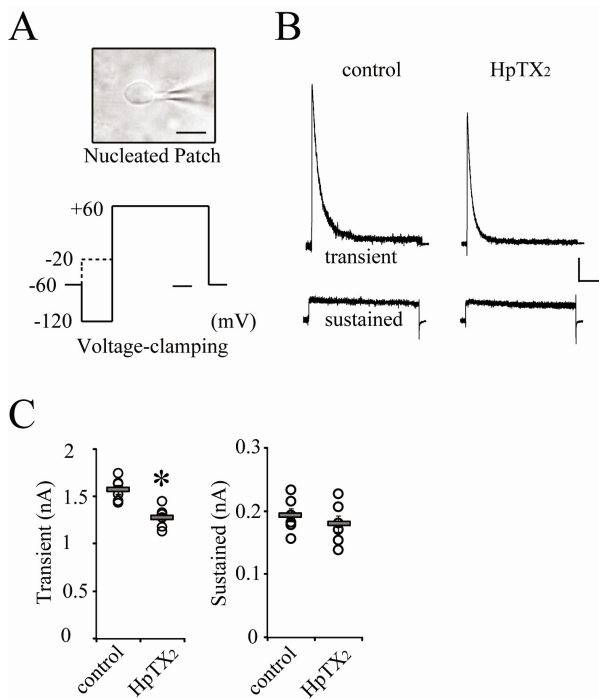 A
Nucleated Patch
+60
-20
-60
-120
(mV)
Voltage-clamping
B
control
HpTX2
transient
sustained
C
Transient (nA)
2
1.5
1
0.5
0
control
HpTX2
*
Sustained (nA)
0.3
0.2
0.1
0
control
HpTX2